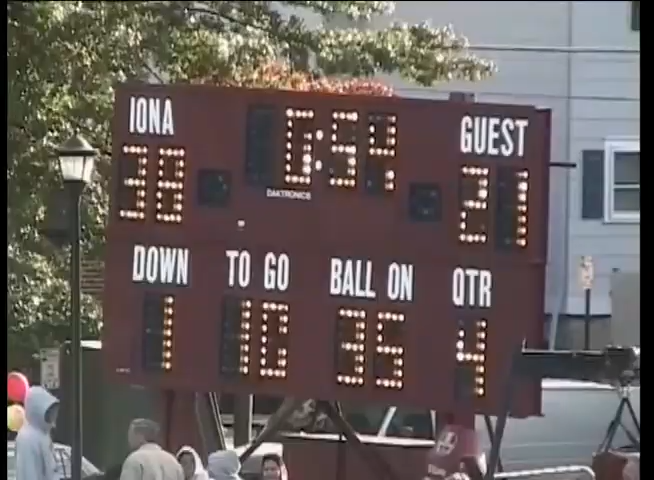 IONA 6:54 GUEST
38 21
DAKTRONICS
DOWN TO GO BALL ON QTR
1 10 35 4